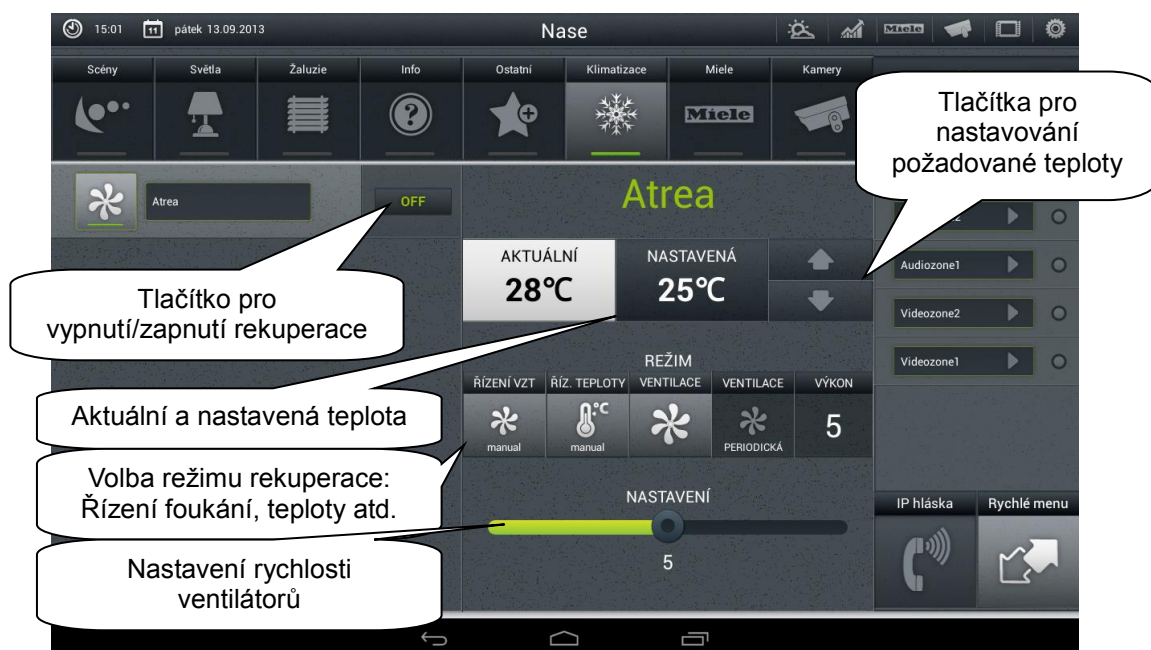 15:01
11
pátek 13.09.2013
Nase
Miele
Scény
Světla
Žaluzie
Info
Ostatní
Klimatizace
Miele
Kamery
Miele
Tlačítka pro
nastavování
požadované teploty
Atrea
OFF
Atrea
AKTUÁLNÍ
28°C
NASTAVENÁ
25°C
Audiozone1
Videozone2
Videozone1
Tlačítko pro
vypnutí/zapnutí rekuperace
REŽIM
ŘÍZENÍ VZT
ŘÍZ. TEPLOTY
VENTILACE
VENTILACE
VÝKON
°C
manual
manual
PERIODICKÁ
5
Aktuální a nastavená teplota
Volba režimu rekuperace:
Řízení foukání, teploty atd.
NASTAVENÍ
5
IP hláska
Rychlé menu
Nastavení rychlosti
ventilátorů